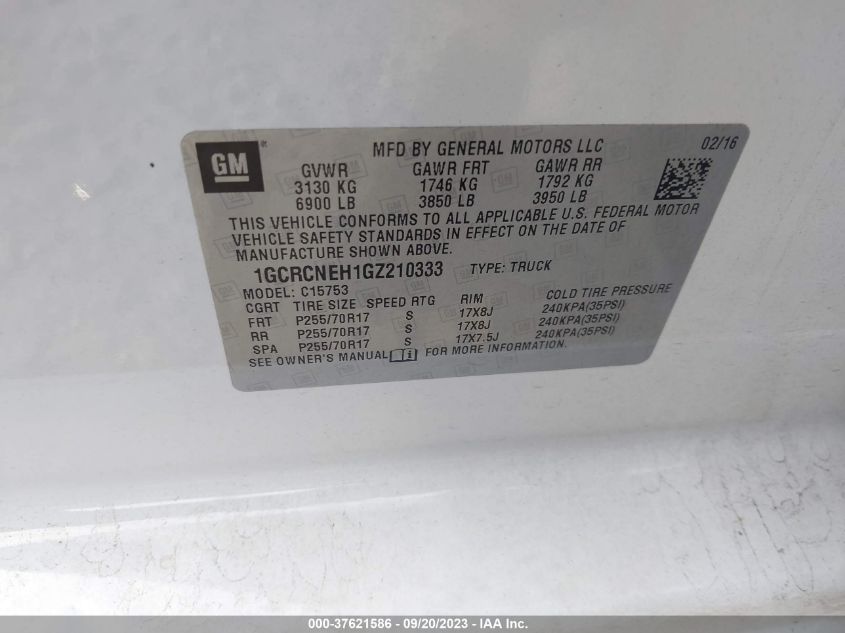 MFD BY GENERAL MOTORS LLC 02/16
GM
GVWR GAWR FRT GAWR RR
3130 KG 1746 KG 1792 KG
6900 LB 3850 LB 3950 LB
THIS VEHICLE CONFORMS TO ALL APPLICABLE U.S. FEDERAL MOTOR
VEHICLE SAFETY STANDARDS IN EFFECT ON THE DATE OF
MANUFACTURE SHOWN ABOVE.
1GCRCNEH1GZ210333 TYPE: TRUCK
MODEL: C15753
CGRT TIRE SIZE SPEED RTG RIM COLD TIRE PRESSURE
FRT P255/70R17 S 17X8J 240KPA(35PSI)
RR P255/70R17 S 17X8J 240KPA(35PSI)
SPA P255/70R17 S 17X7.5J 240KPA(35PSI)
SEE OWNER'S MANUAL i FOR MORE INFORMATION.
000-37621586 - 09/20/2023 - IAA Inc.